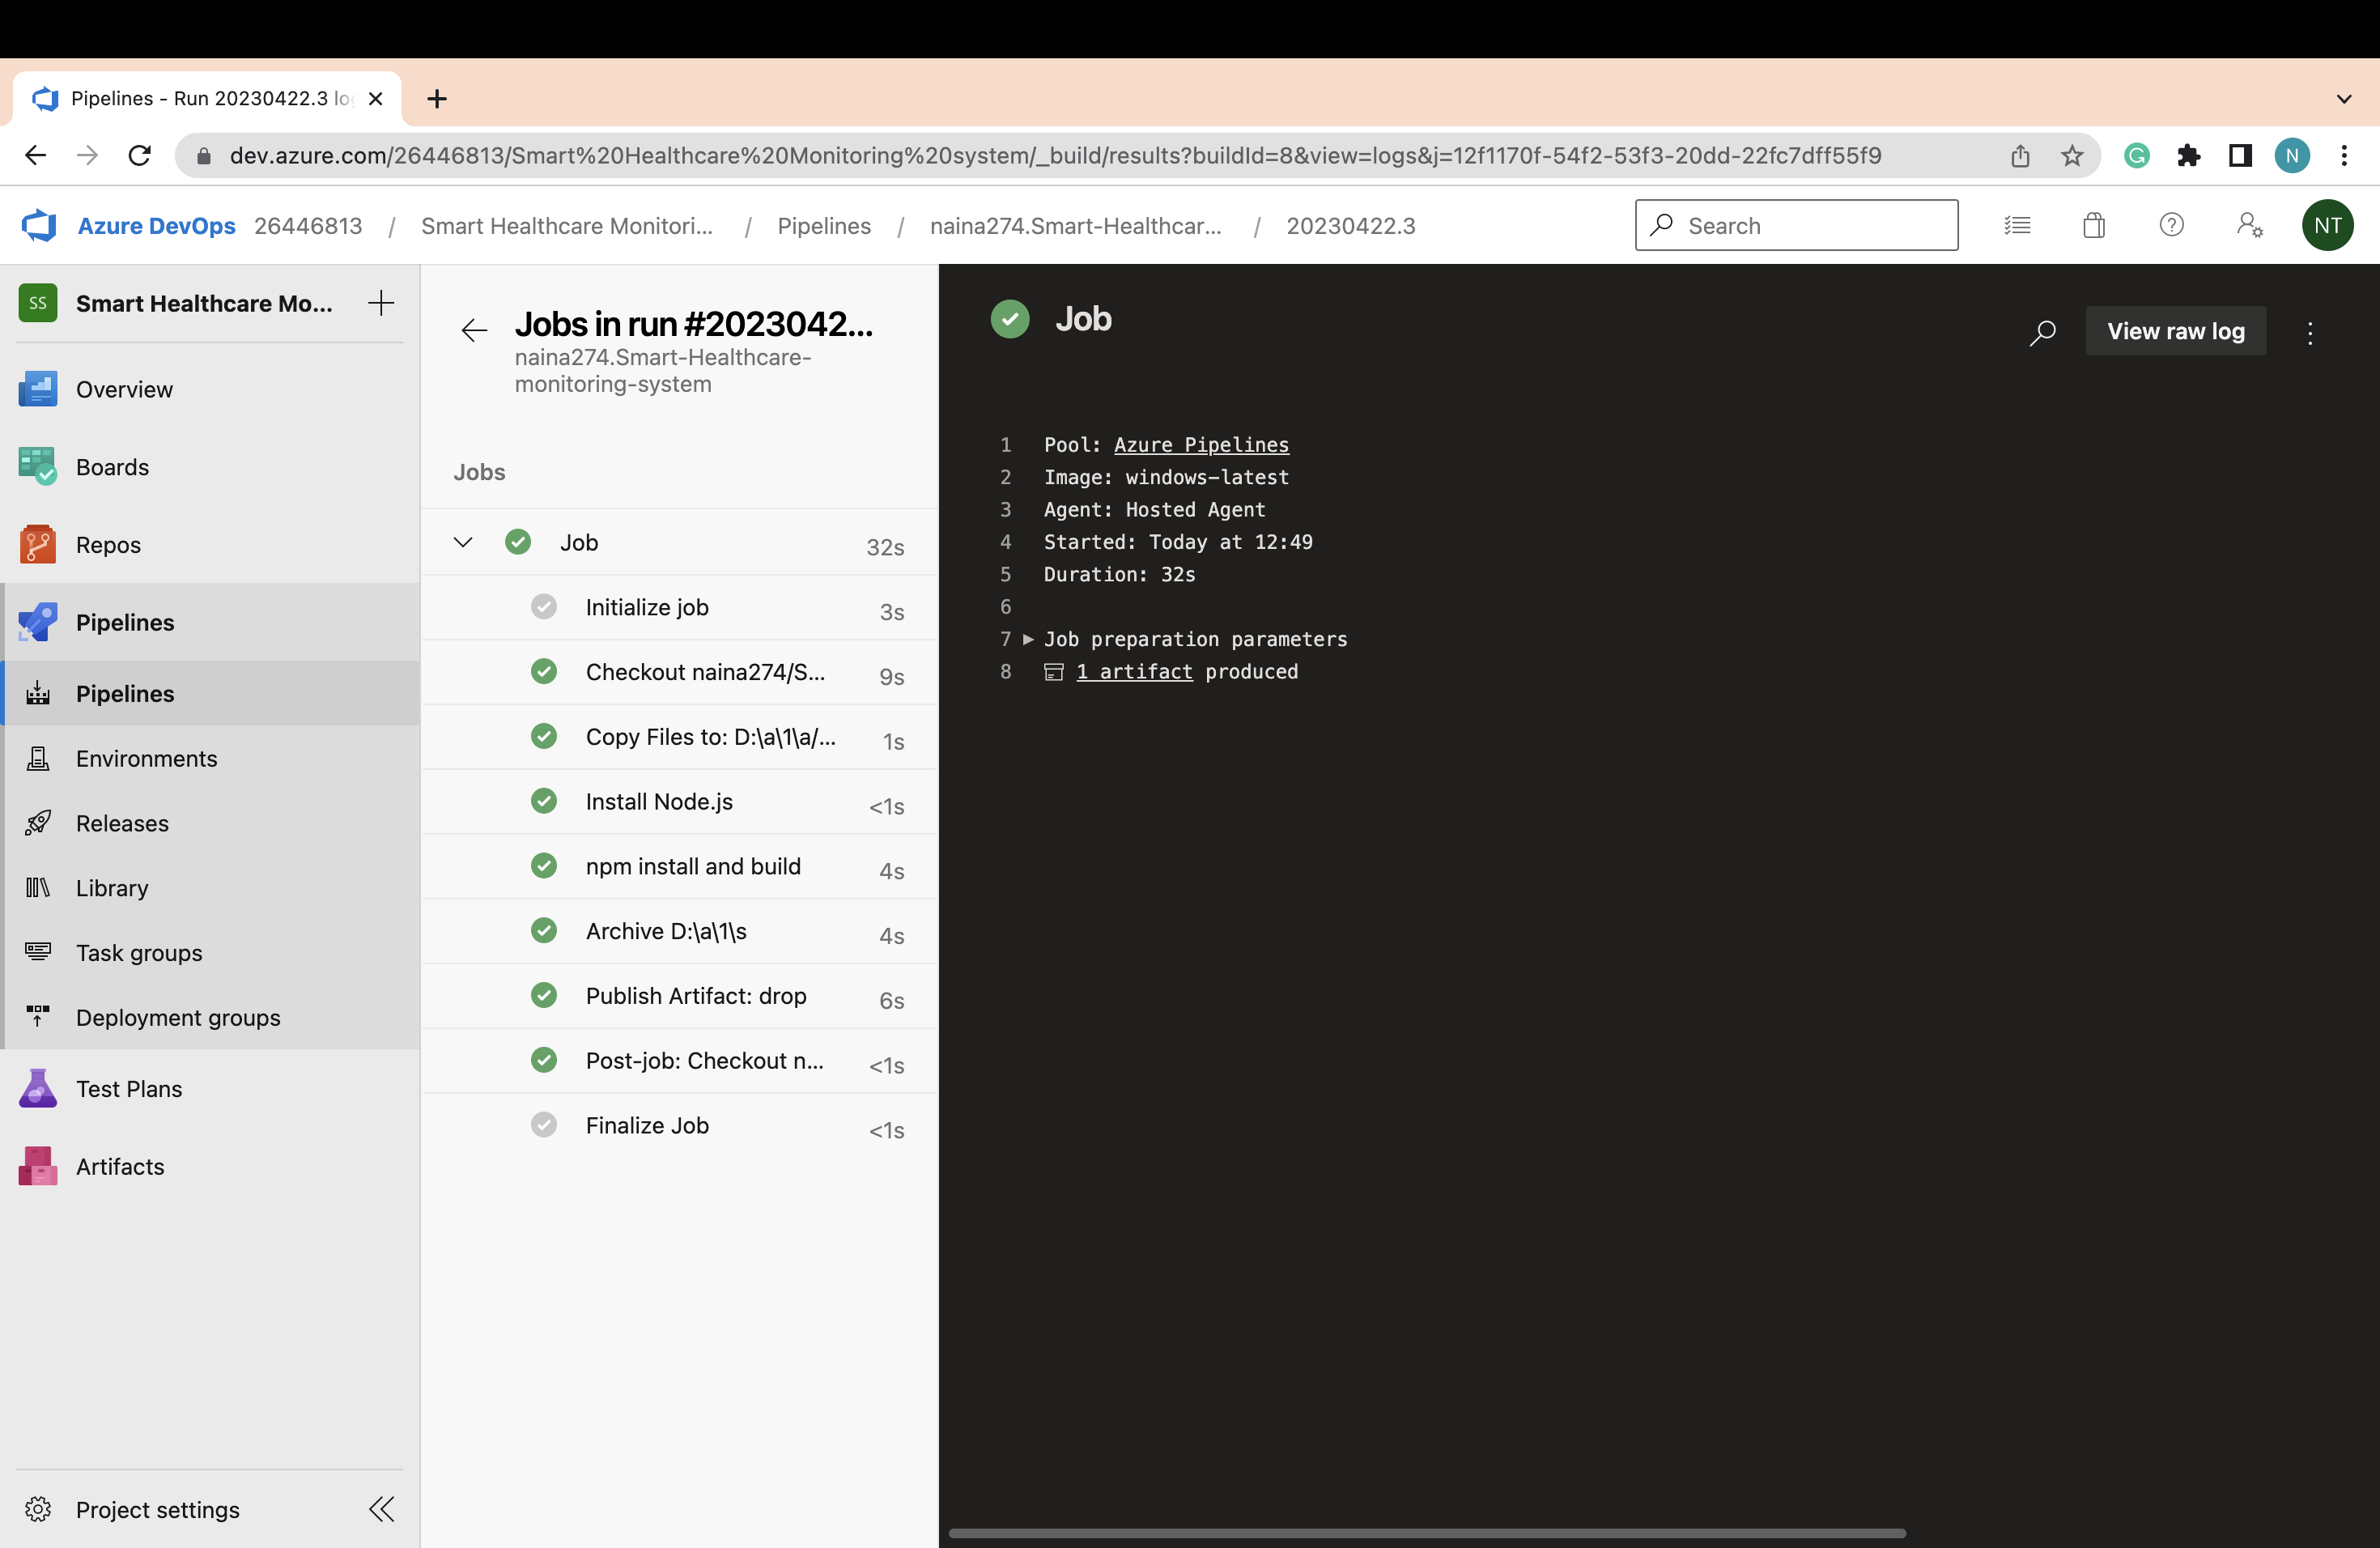 Pipelines - Run 20230422.3 lo
dev.azure.com/26446813/Smart%20Healthcare%20Monitoring%20system/_build/results?buildId=8&view=logs&j=12f1170f-54f2-53f3-20dd-22fc7dff55f9
N
Azure DevOps 26446813 / Smart Healthcare Monitori... / Pipelines / naina274.Smart-Healthcar... / 20230422.3
Search
NT
SS Smart Healthcare Mo...
Overview
Boards
Repos
Pipelines
Pipelines
Environments
Releases
Library
Task groups
Deployment groups
Test Plans
Artifacts
Project settings
Jobs in run #2023042...
naina274.Smart-Healthcare-
monitoring-system
Jobs
Job 32s
Initialize job 3s
Checkout naina274/S... 9s
Copy Files to: D:\a\1\a/... 1s
Install Node.js <1s
npm install and build 4s
Archive D:\a\1\s 4s
Publish Artifact: drop 6s
Post-job: Checkout n... <1s
Finalize Job <1s
Job
View raw log
1 Pool: Azure Pipelines
2 Image: windows-latest
3 Agent: Hosted Agent
4 Started: Today at 12:49
5 Duration: 32s
6
7 Job preparation parameters
8 1 artifact produced